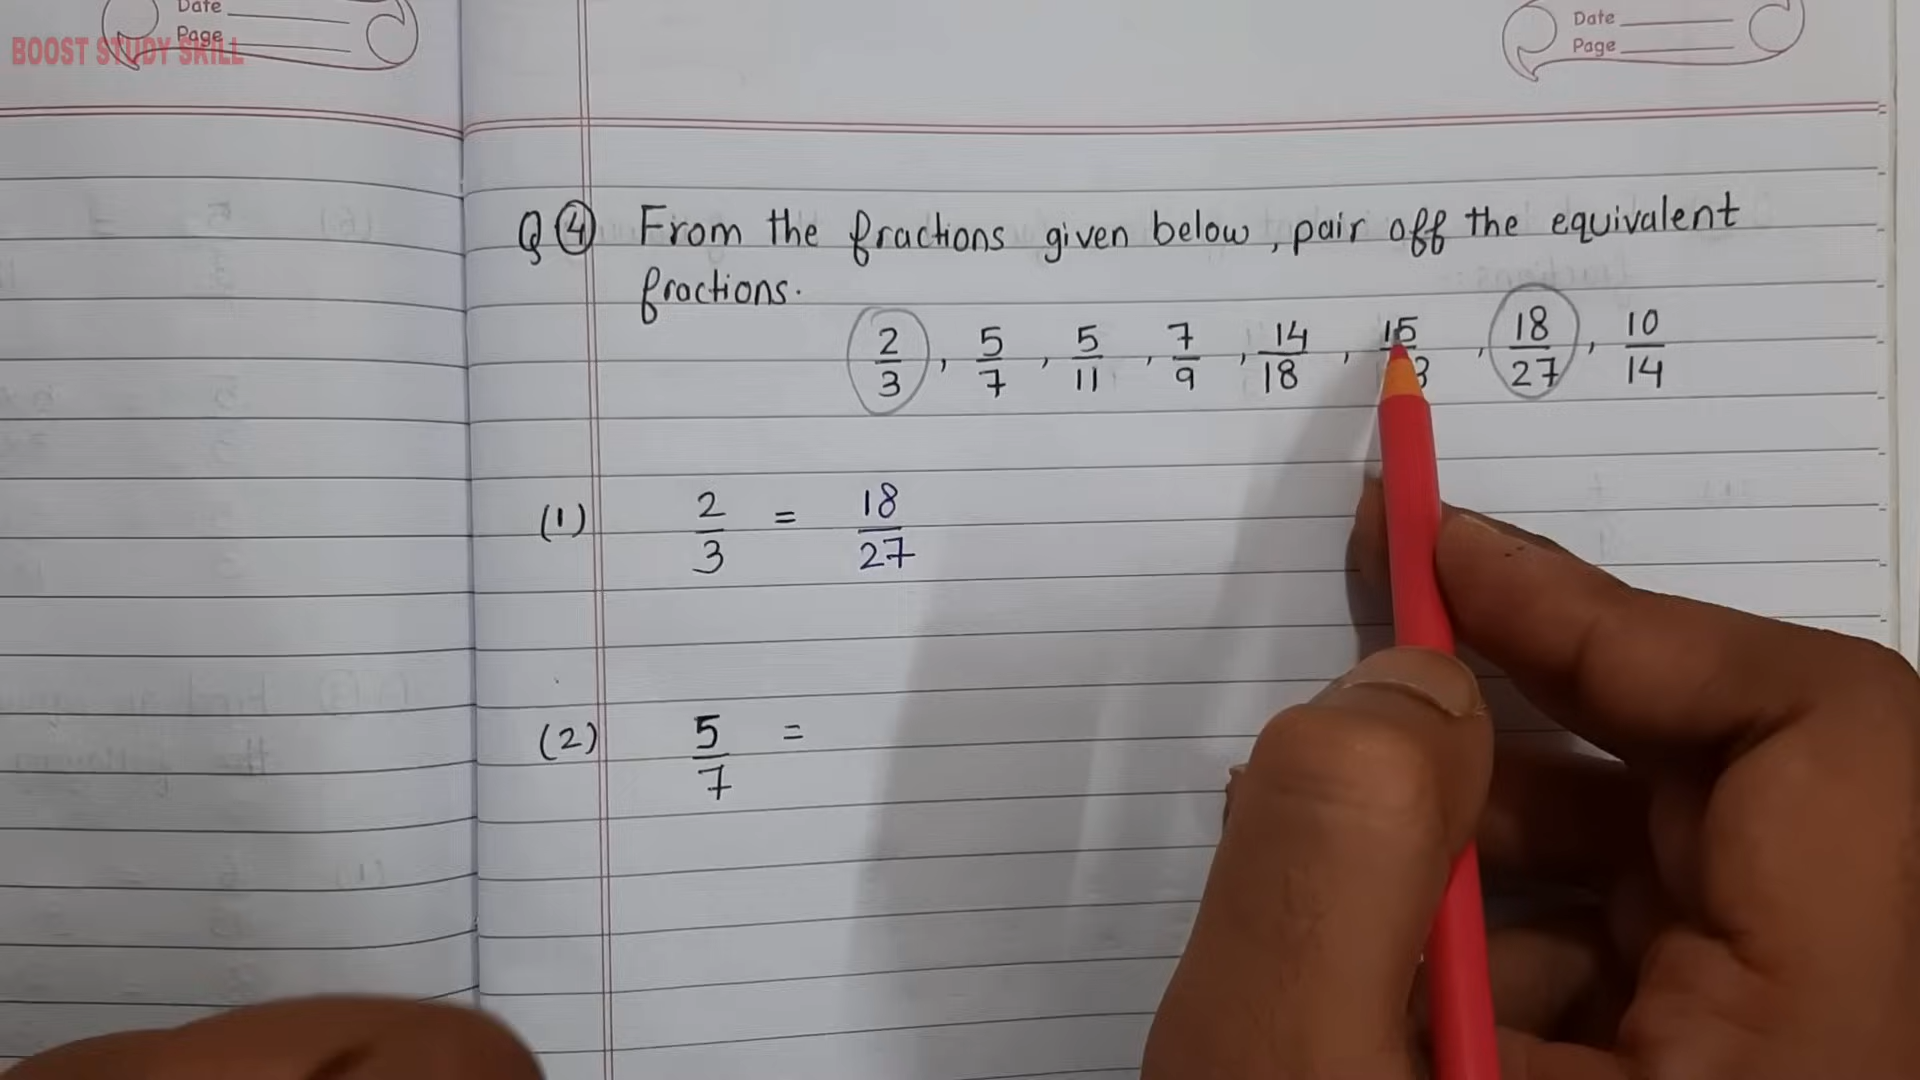 Date
Page
BOOST STUDY SKILL
Date
Page
Q④ From the fractions given below, pair off the equivalent
fractions.
2/3, 5/7, 5/11, 7/9, 14/18, 15/ 3, 18/27, 10/14
(1) 2/3 = 18/27
(2) 5/7 =